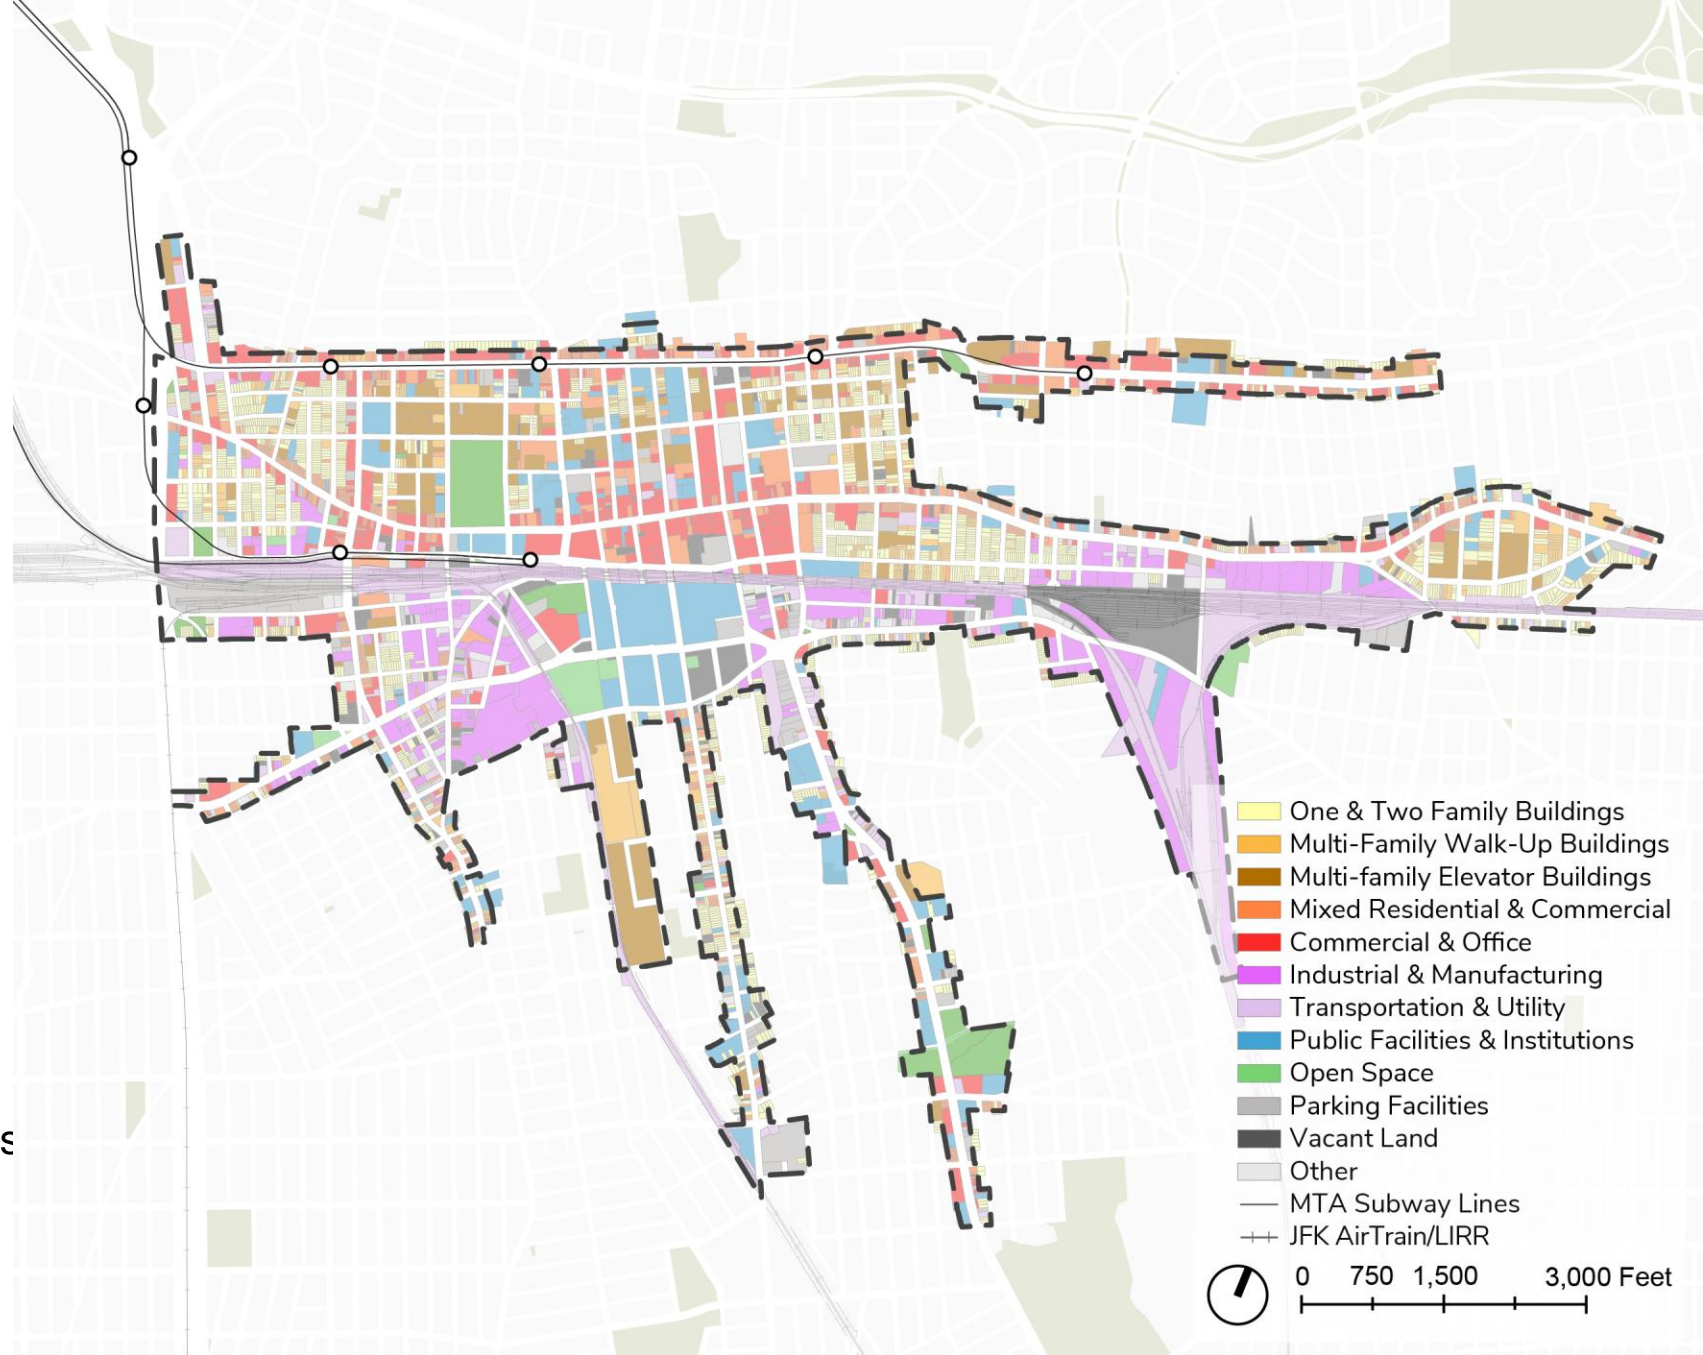 One & Two Family Buildings
Multi-Family Walk-Up Buildings
Multi-family Elevator Buildings
Mixed Residential & Commercial
Commercial & Office
Industrial & Manufacturing
Transportation & Utility
Public Facilities & Institutions
Open Space
Parking Facilities
s
Vacant Land
Other
MTA Subway Lines
JFK AirTrain/LIRR
0 750 1,500 3,000 Feet